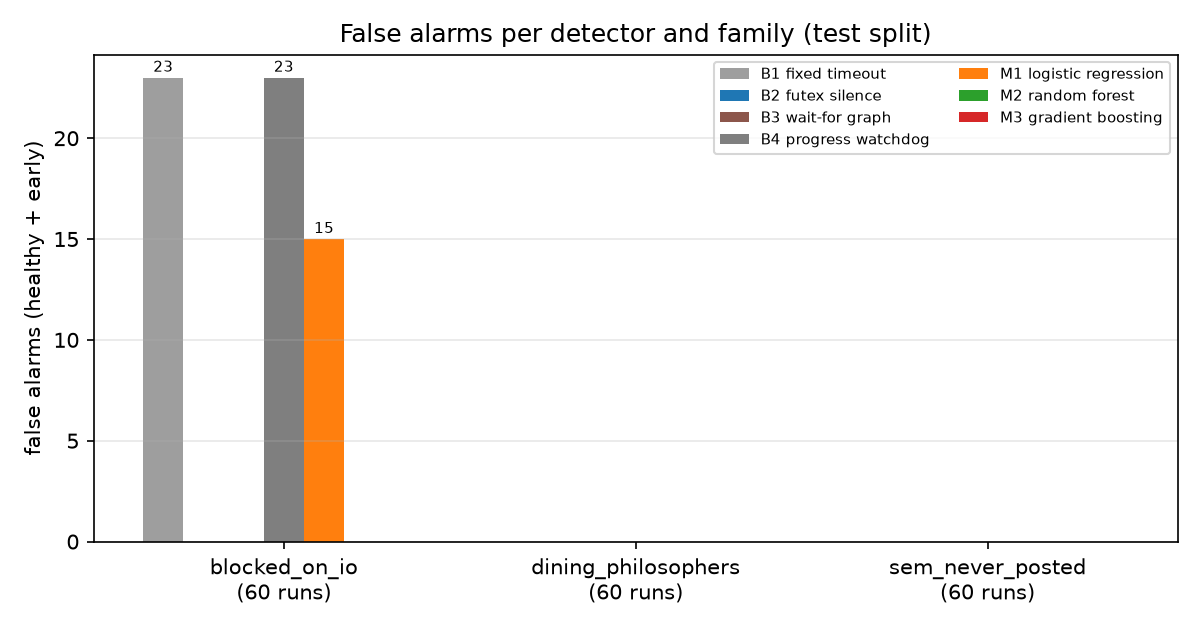 False alarms per detector and family (test split)
23
23
15
B1 fixed timeout
B2 futex silence
B3 wait-for graph
B4 progress watchdog
M1 logistic regression
M2 random forest
M3 gradient boosting
false alarms (healthy + early)
20
15
10
5
0
blocked_on_io
(60 runs)
dining_philosophers
(60 runs)
sem_never_posted
(60 runs)